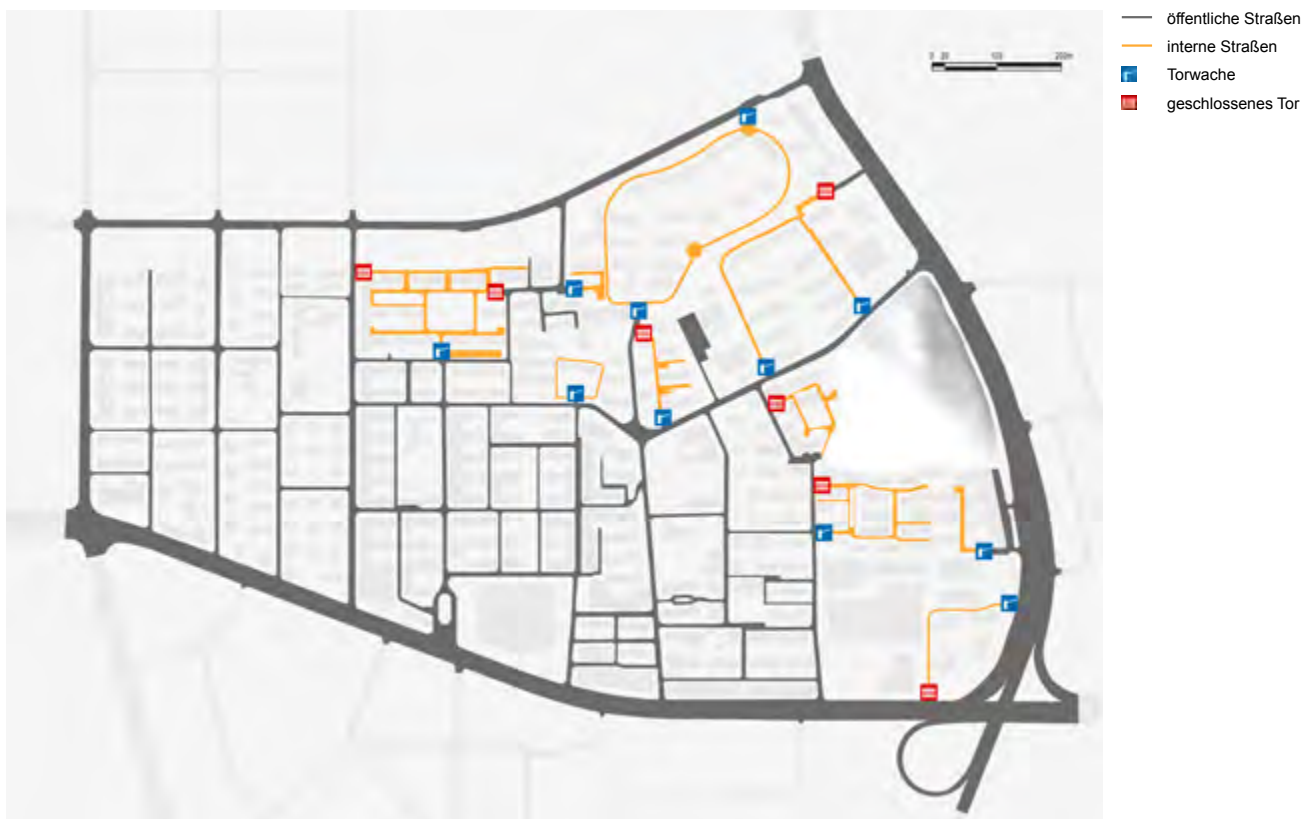 öffentliche Straßen
interne Straßen
Torwache
geschlossenes Tor